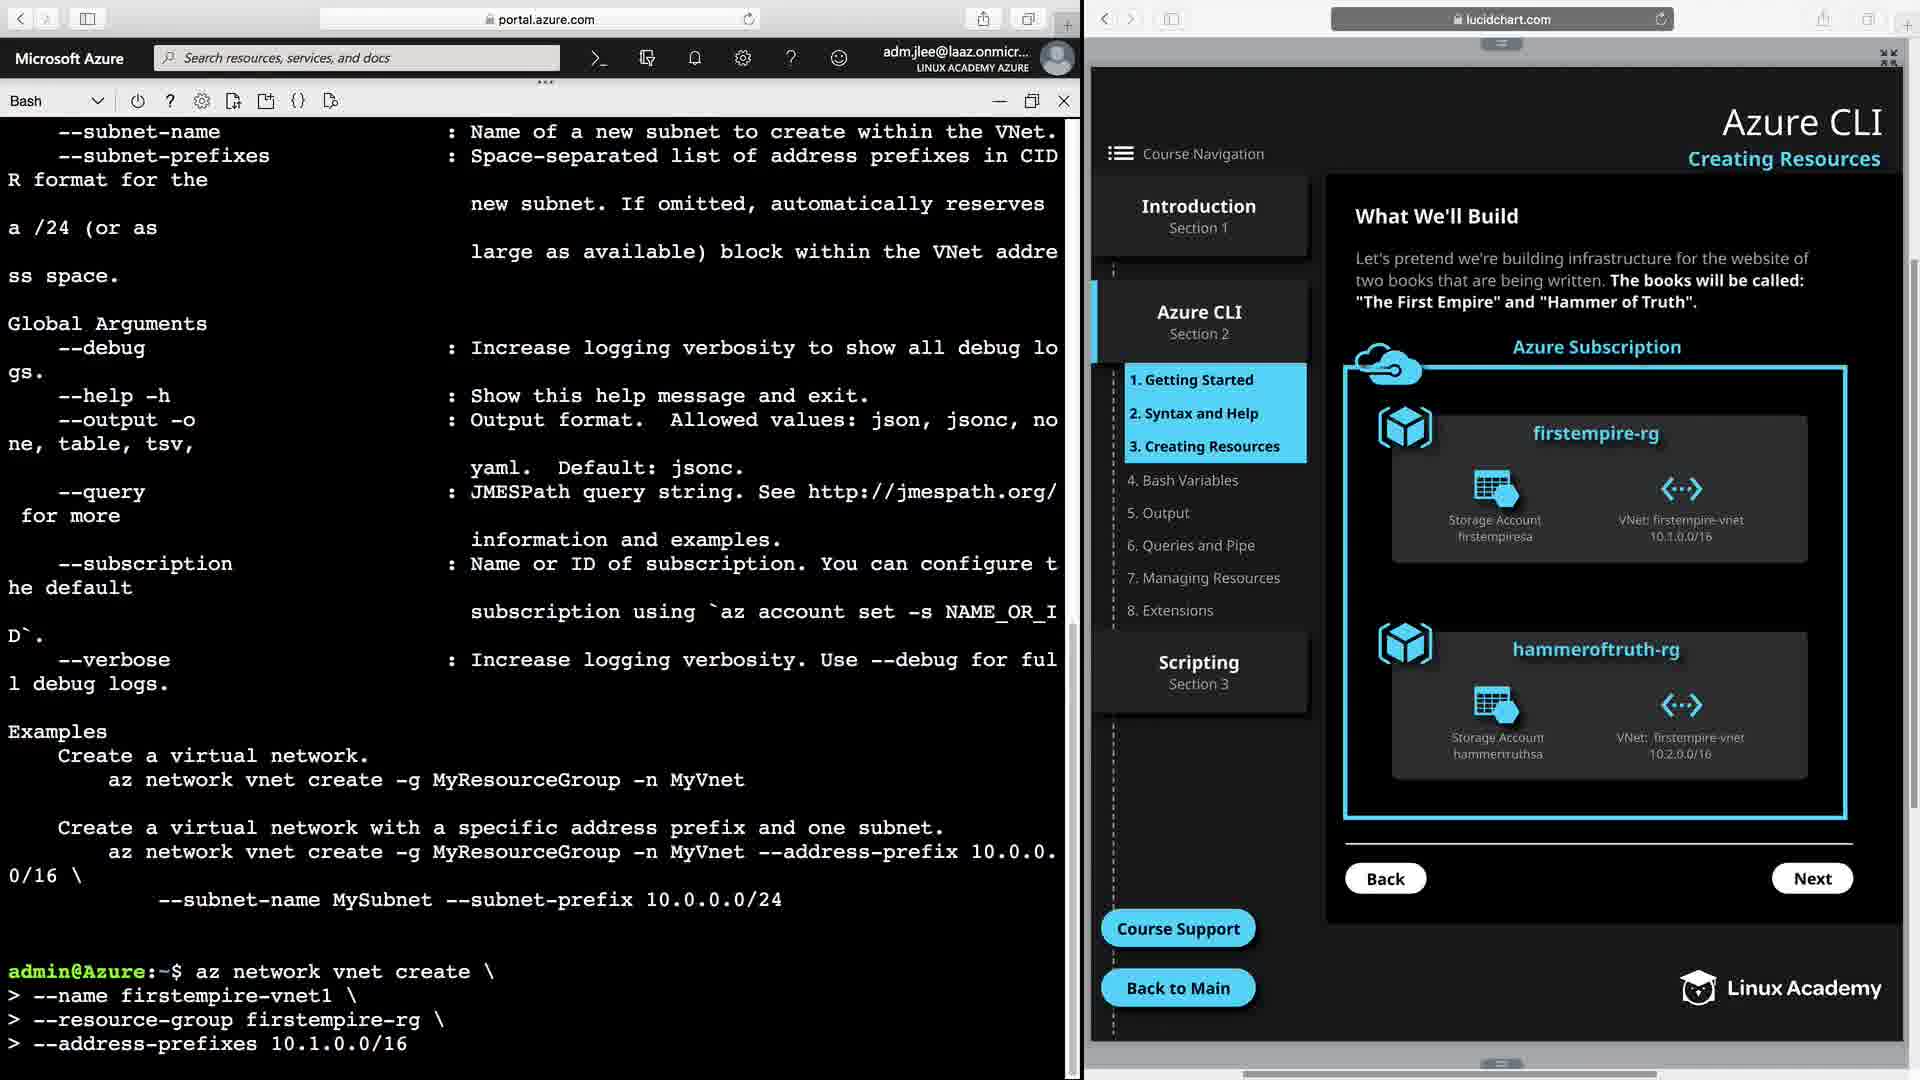 portal.azure.com
Microsoft Azure
Search resources, services, and docs
adm.jlee@laaz.onmicr...
LINUX ACADEMY AZURE
Bash
    --subnet-name                  : Name of a new subnet to create within the VNet.
    --subnet-prefixes              : Space-separated list of address prefixes in CID
R format for the
                                     new subnet. If omitted, automatically reserves
a /24 (or as
                                     large as available) block within the VNet addre
ss space.
Global Arguments
    --debug                        : Increase logging verbosity to show all debug lo
gs.
    --help -h                      : Show this help message and exit.
    --output -o                    : Output format.  Allowed values: json, jsonc, no
ne, table, tsv,
                                     yaml.  Default: jsonc.
    --query                        : JMESPath query string. See http://jmespath.org/
 for more
                                     information and examples.
    --subscription                 : Name or ID of subscription. You can configure t
he default
                                     subscription using `az account set -s NAME_OR_I
D`.
    --verbose                      : Increase logging verbosity. Use --debug for ful
l debug logs.
Examples
    Create a virtual network.
        az network vnet create -g MyResourceGroup -n MyVnet
    Create a virtual network with a specific address prefix and one subnet.
        az network vnet create -g MyResourceGroup -n MyVnet --address-prefix 10.0.0.
0/16 \
            --subnet-name MySubnet --subnet-prefix 10.0.0.0/24
admin@Azure:~$ az network vnet create \
> --name firstempire-vnet1 \
> --resource-group firstempire-rg \
> --address-prefixes 10.1.0.0/16
lucidchart.com
Azure CLI
Creating Resources
Course Navigation
Introduction
Section 1
Azure CLI
Section 2
1. Getting Started
2. Syntax and Help
3. Creating Resources
4. Bash Variables
5. Output
6. Queries and Pipe
7. Managing Resources
8. Extensions
Scripting
Section 3
Course Support
Back to Main
What We'll Build
Let's pretend we're building infrastructure for the website of
two books that are being written. The books will be called:
"The First Empire" and "Hammer of Truth".
Azure Subscription
firstempire-rg
Storage Account
firstempiresa
VNet: firstempire-vnet
10.1.0.0/16
hammeroftruth-rg
Storage Account
hammerrruthsa
VNet: firstempire-vnet
10.2.0.0/16
Back
Next
Linux Academy